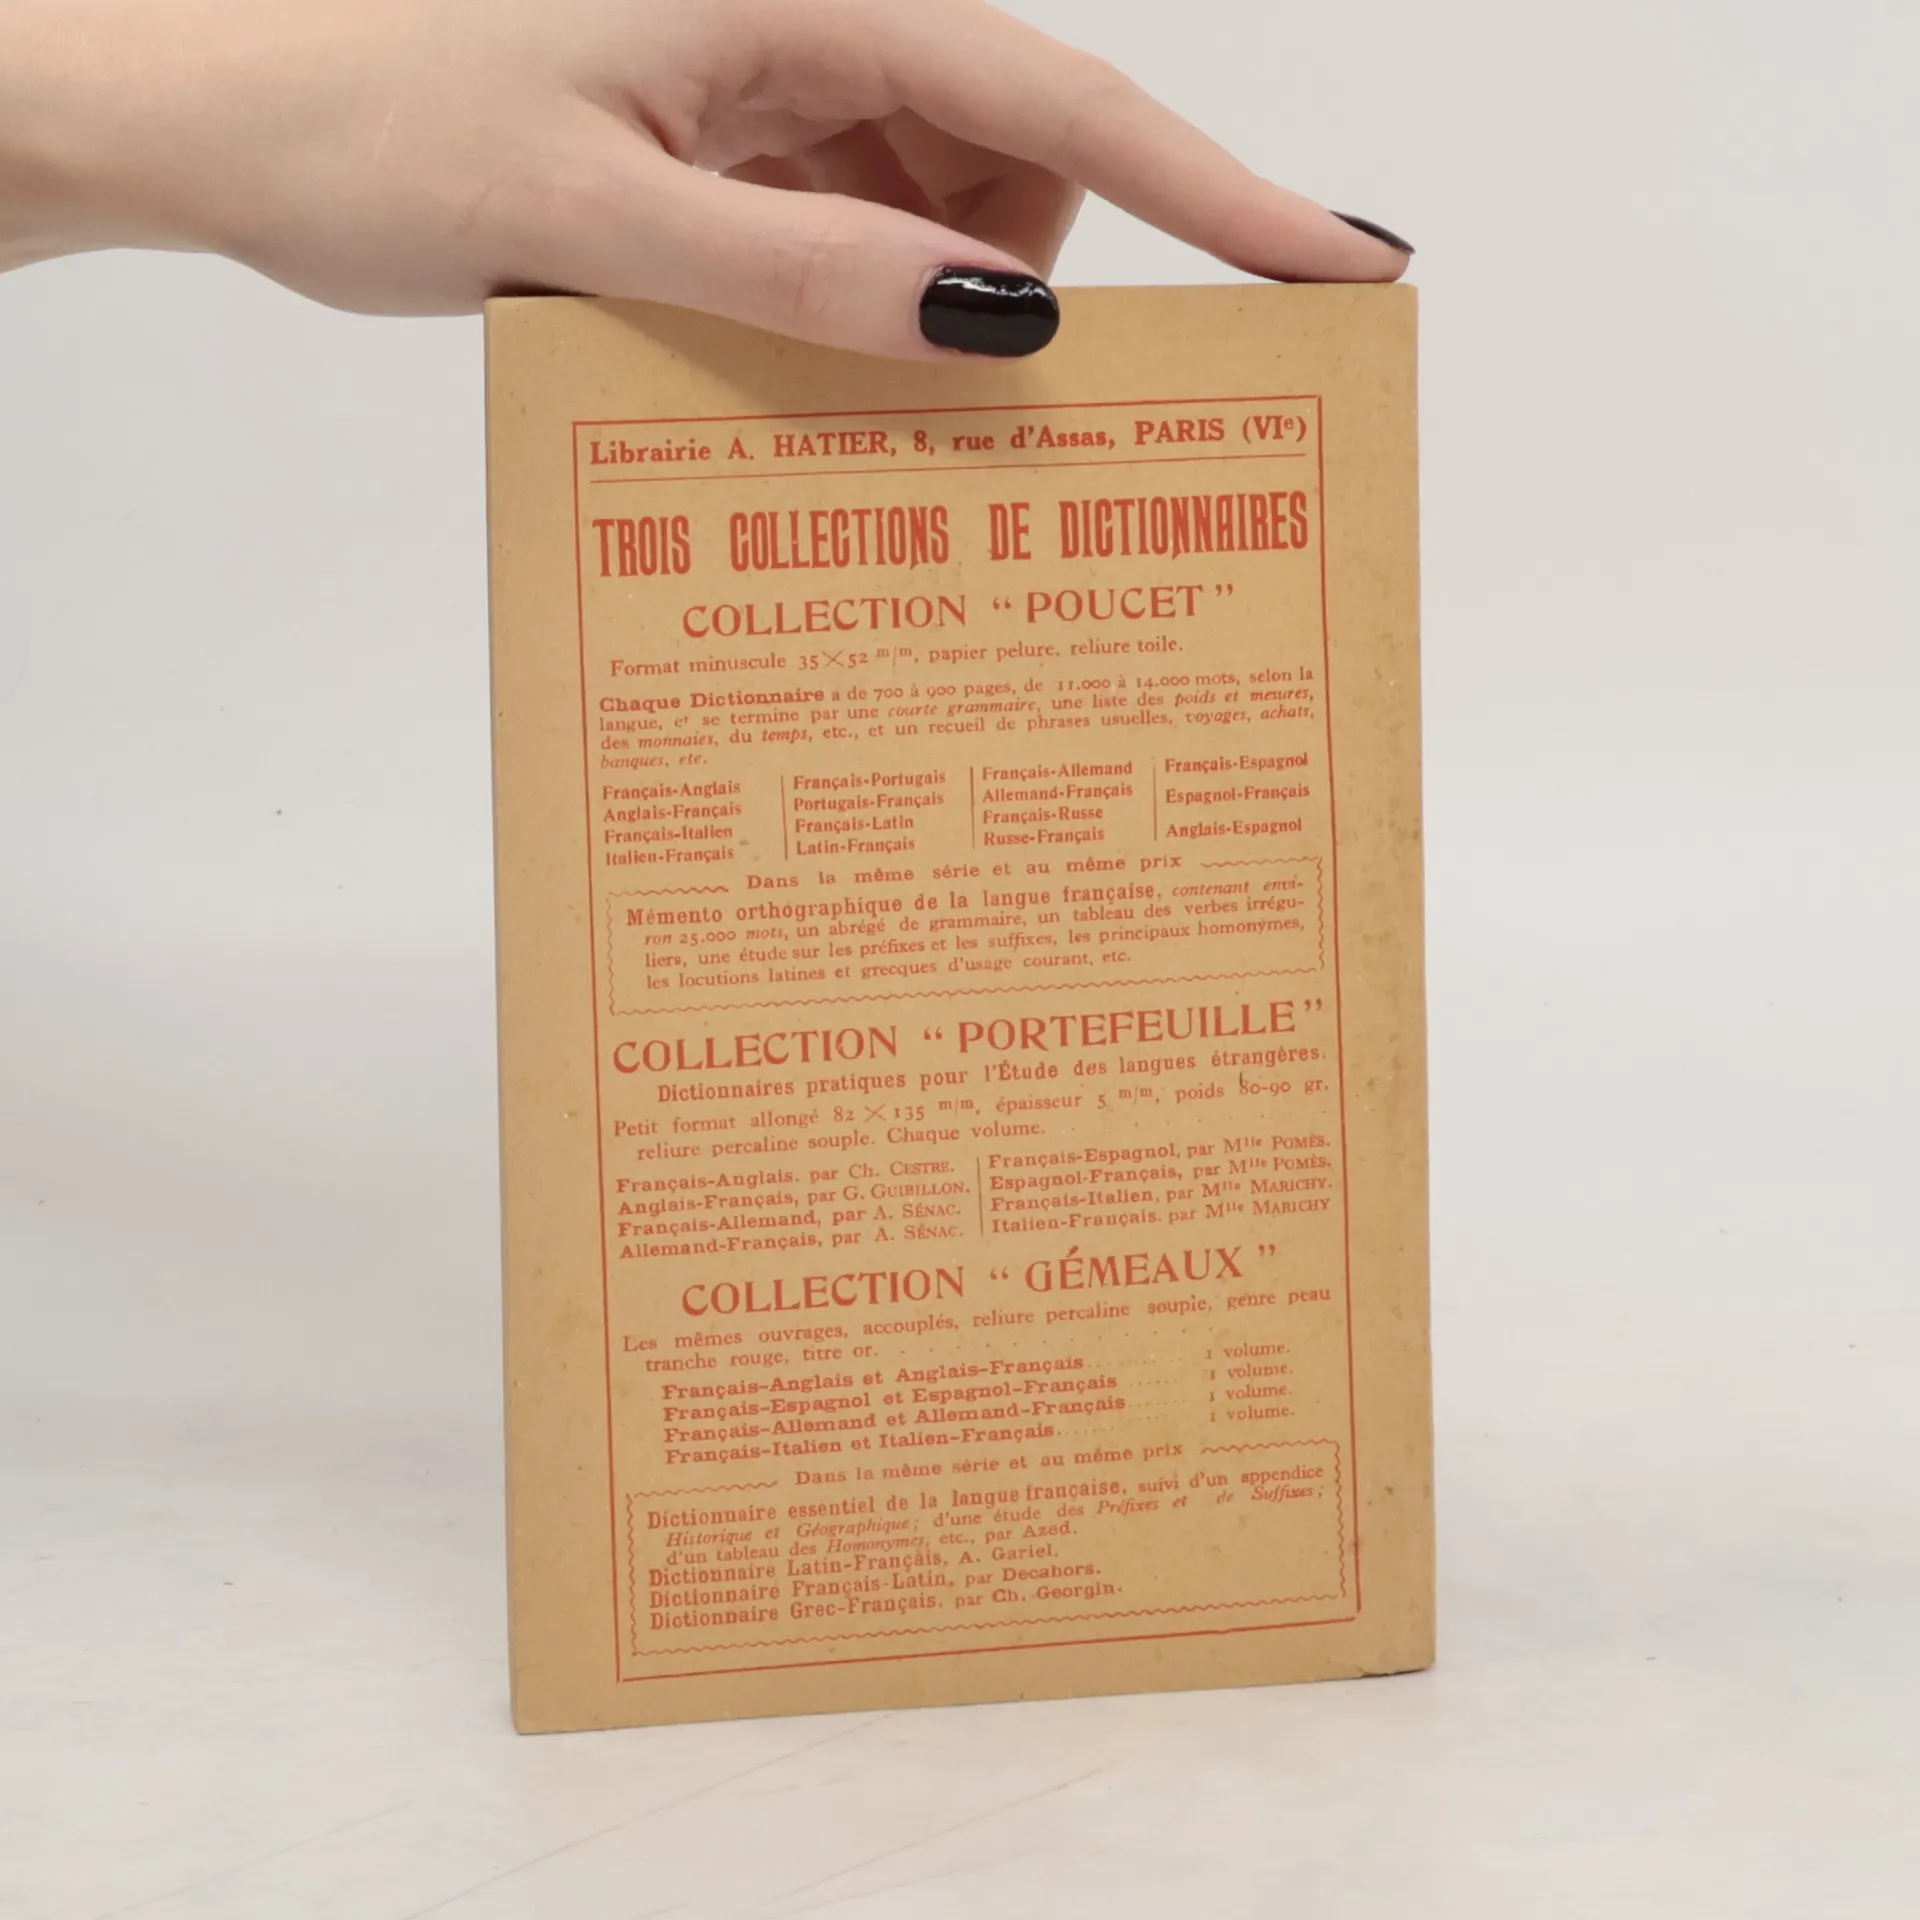 Librairie A. HATIER, 8, rue d'Assas, PARIS (VIe)
TROIS COLLECTIONS DE DICTIONNAIRES
COLLECTION “ POUCET ”
Format minuscule 35×52 m/m, papier pelure, reliure toile.
Chaque Dictionnaire a de 700 à 900 pages, de 11.000 à 14.000 mots, selon la
langue, et se termine par une courte grammaire, une liste des poids et mesures,
des monnaies, du temps, etc., et un recueil de phrases usuelles, voyages, achats,
banques, etc.
Français-Anglais
Anglais-Français
Français-Italien
Italien-Français
Français-Portugais
Portugais-Français
Français-Latin
Latin-Français
Français-Allemand
Allemand-Français
Français-Russe
Russe-Français
Français-Espagnol
Espagnol-Français
Anglais-Espagnol
Dans la même série et au même prix
Mémento orthographique de la langue française, contenant envi-
ron 25.000 mots, un abrégé de grammaire, un tableau des verbes irrégu-
liers, une étude sur les préfixes et les suffixes, les principaux homonymes,
les locutions latines et grecques d'usage courant, etc.
COLLECTION “ PORTEFEUILLE ”
Dictionnaires pratiques pour l'Étude des langues étrangères.
Petit format allongé 82 × 135 m/m, épaisseur 5 m/m, poids 80-90 gr.
reliure percaline souple. Chaque volume.
Français-Anglais. par Ch. CESTRE.
Anglais-Français, par G. GUIBILLON.
Français-Allemand, par A. SÉNAC.
Allemand-Français, par A. SÉNAC.
Français-Espagnol, par Mlle POMÈS.
Espagnol-Français, par Mlle POMÈS.
Français-Italien, par Mlle MARICHY.
Italien-Français. par Mlle MARICHY
COLLECTION “ GÉMEAUX ”
Les mêmes ouvrages, accouplés, reliure percaline souple, genre peau
tranche rouge, titre or.
Français-Anglais et Anglais-Français 1 volume.
Français-Espagnol et Espagnol-Français 1 volume.
Français-Allemand et Allemand-Français 1 volume.
Français-Italien et Italien-Français. 1 volume.
Dans la même série et au même prix
Dictionnaire essentiel de la langue française, suivi d'un appendice
Historique et Géographique; d'une étude des Préfixes et de Suffixes;
d'un tableau des Homonymes, etc., par Azed.
Dictionnaire Latin-Français, A. Gariel.
Dictionnaire Français-Latin, par Decahors.
Dictionnaire Grec-Français, par Ch. Georgin.